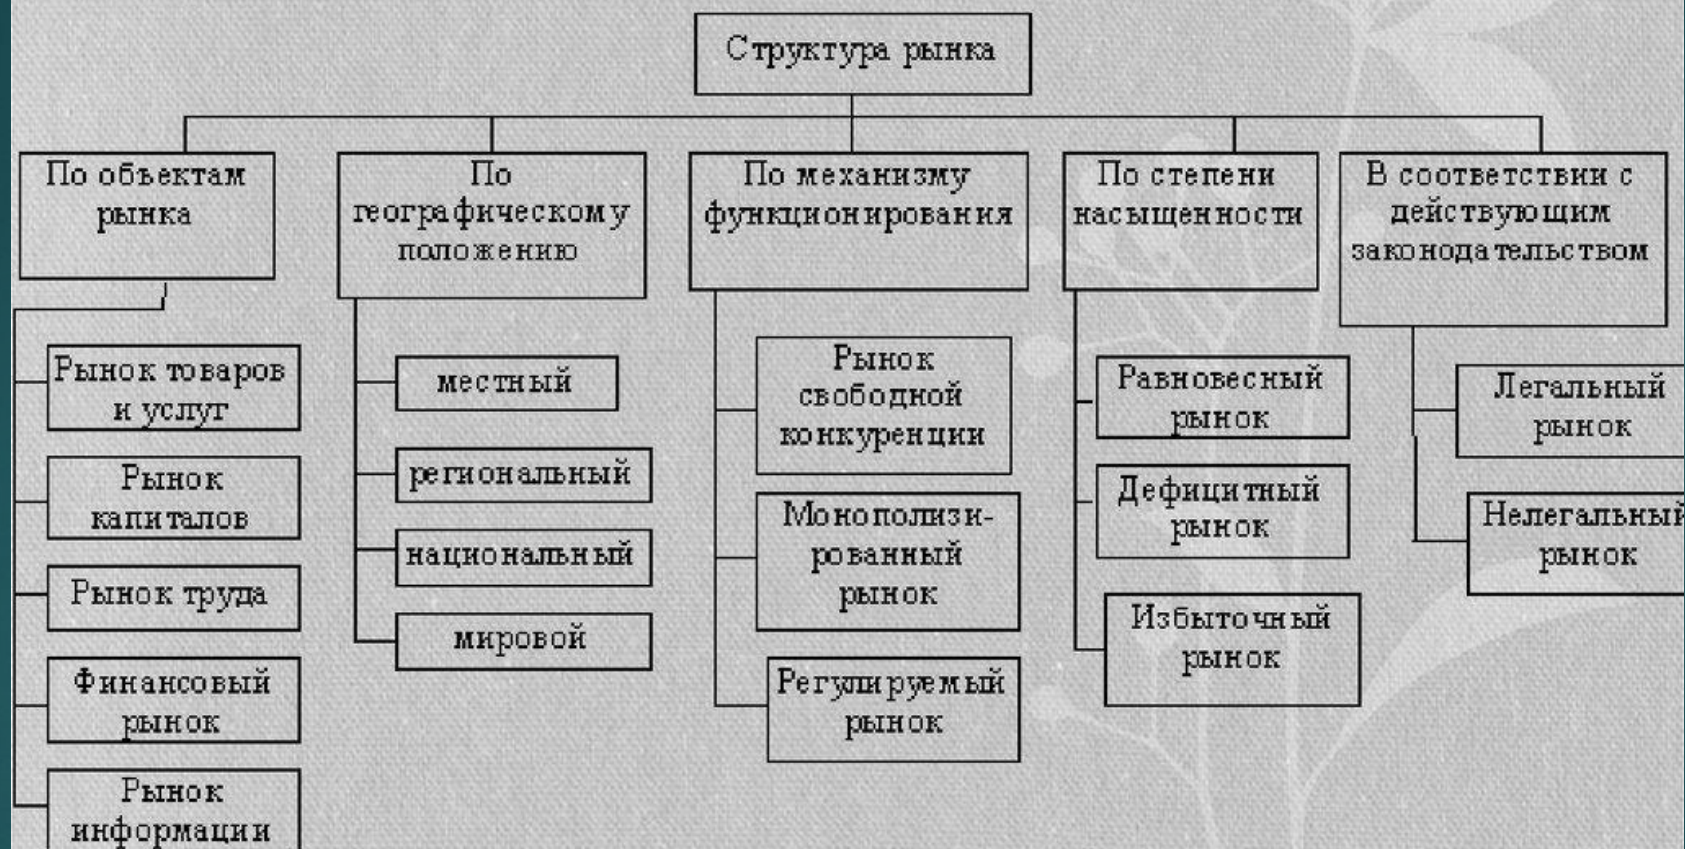 Структура рынка
По объектам
рынка
Рынок товаров
и услуг
Рынок
капиталов
Рынок труда
Финансовый
рынок
Рынок
информации
По
географическому
положению
местный
региональный
национальный
мировой
По механизму
функционирования
Рынок
свободной
конкуренции
Монополизи-
рованный
рынок
Регулируемый
рынок
По степени
насыщенности
Равновесный
рынок
Дефицитный
рынок
Избыточный
рынок
В соответствии с
действующим
законодательством
Легальный
рынок
Нелегальный
рынок